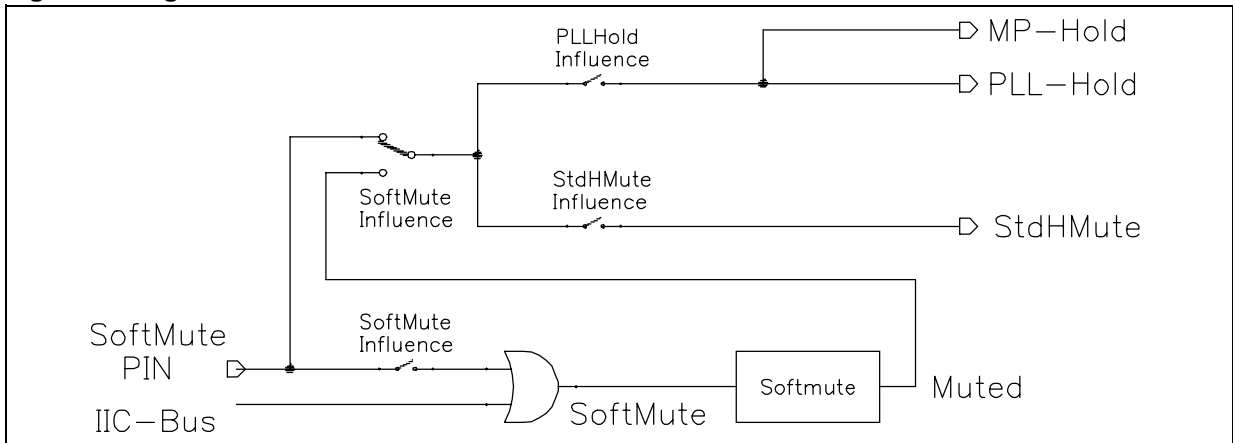 PLLHold
Influence
MP-Hold
PLL-Hold
SoftMute
Influence
StdHMute
Influence
StdHMute
SoftMute
PIN
SoftMute
Influence
IIC-Bus
SoftMute
Softmute
Muted